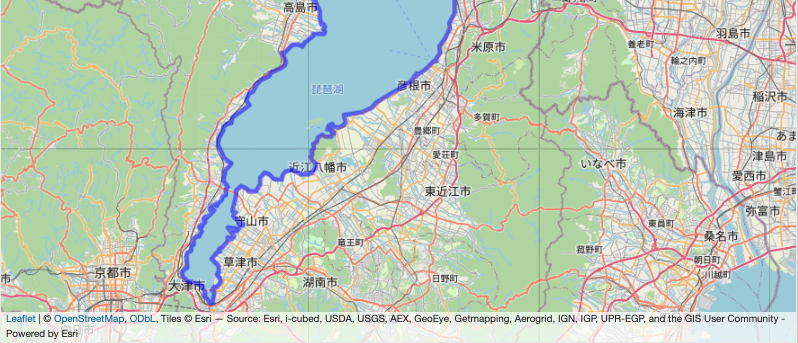 高島市
羽島市
米原市
養老町
輪之内町
彦根市
琵琶湖
稲沢市
海津市
多賀町
豊郷町
あま
愛荘町
津島市
いなべ市
近江八幡市
愛西市
東近江市
蟹江町
弥富市
守山市
東員町
桑名市
竜王町
菰野町
朝日町
草津市
京都市
川越町
日野町
湖南市
大津市
Leaflet | © OpenStreetMap, ODbL, Tiles © Esri — Source: Esri, i-cubed, USDA, USGS, AEX, GeoEye, Getmapping, Aerogrid, IGN, IGP, UPR-EGP, and the GIS User Community -
Powered by Esri